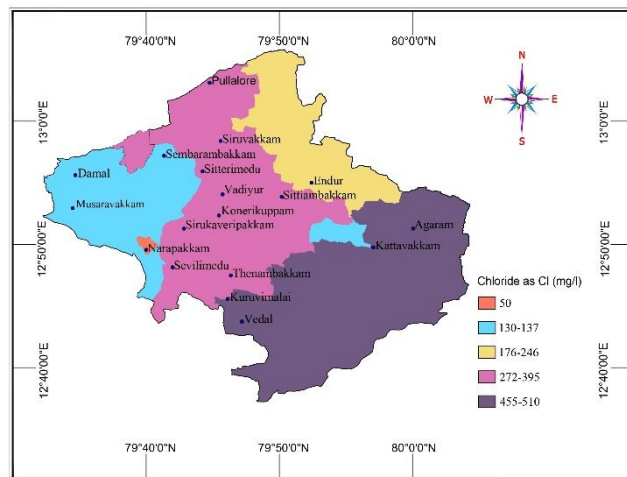 79°40'0"N 79°50'0"N 80°0'0"N
N
W E
S
13°0'0"E
12°50'0"E
12°40'0"E
Pullalore
Siruvakkam
Sembarambakkam
Sitterimedu
Damal
Endur
Vadiyur
Sittiambakkam
Musaravakkam
Konerikuppam
Sirukaveripakkam
Agaram
Narapakkam
Kattavakkam
Sevilimedu
Thenambakkam
Kuruvimalai
Vedal
Chloride as Cl (mg/l)
50
130-137
176-246
272-395
455-510
13°0'0"E
12°50'0"E
12°40'0"E
79°40'0"N 79°50'0"N 80°0'0"N